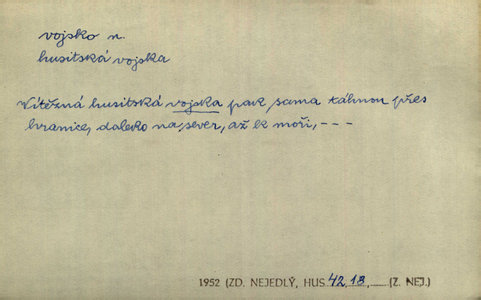 vojsko n.
husitská vojska
Vítězná husitská vojska pak sama táhnou přes
hranice, daleko na sever, až k moři, - - -
1952 (ZD. NEJEDLÝ, HUS 42, 18, (Z. NEJ.)